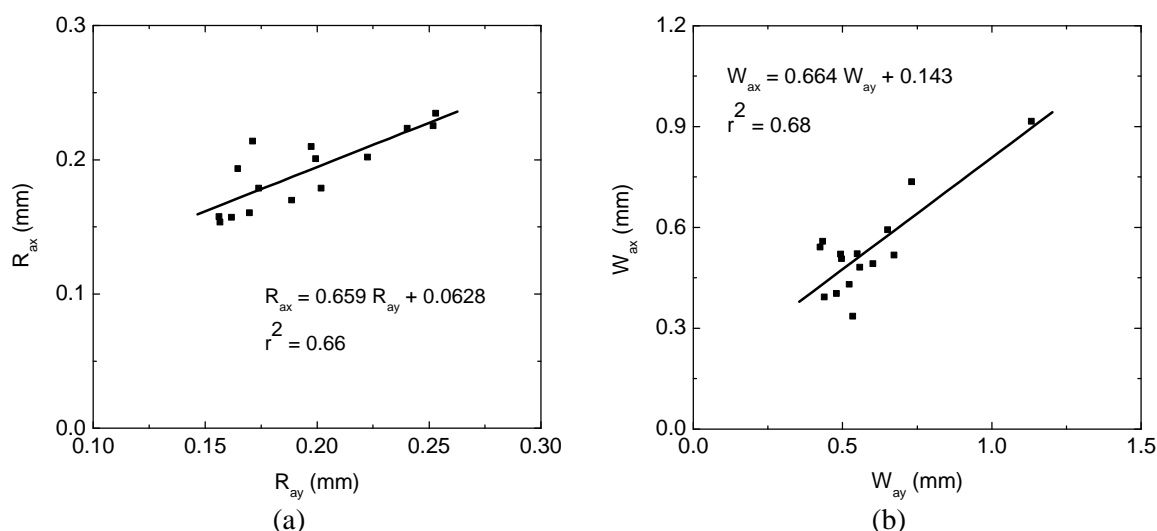 0.3
0.2
0.1
0.0
R_ax (mm)
R_ax = 0.659 R_ay + 0.0628
r^2 = 0.66
0.10 0.15 0.20 0.25 0.30
R_ay (mm)
(a)
1.2
0.9
0.6
0.3
0.0
W_ax (mm)
W_ax = 0.664 W_ay + 0.143
r^2 = 0.68
0.0 0.5 1.0 1.5
W_ay (mm)
(b)